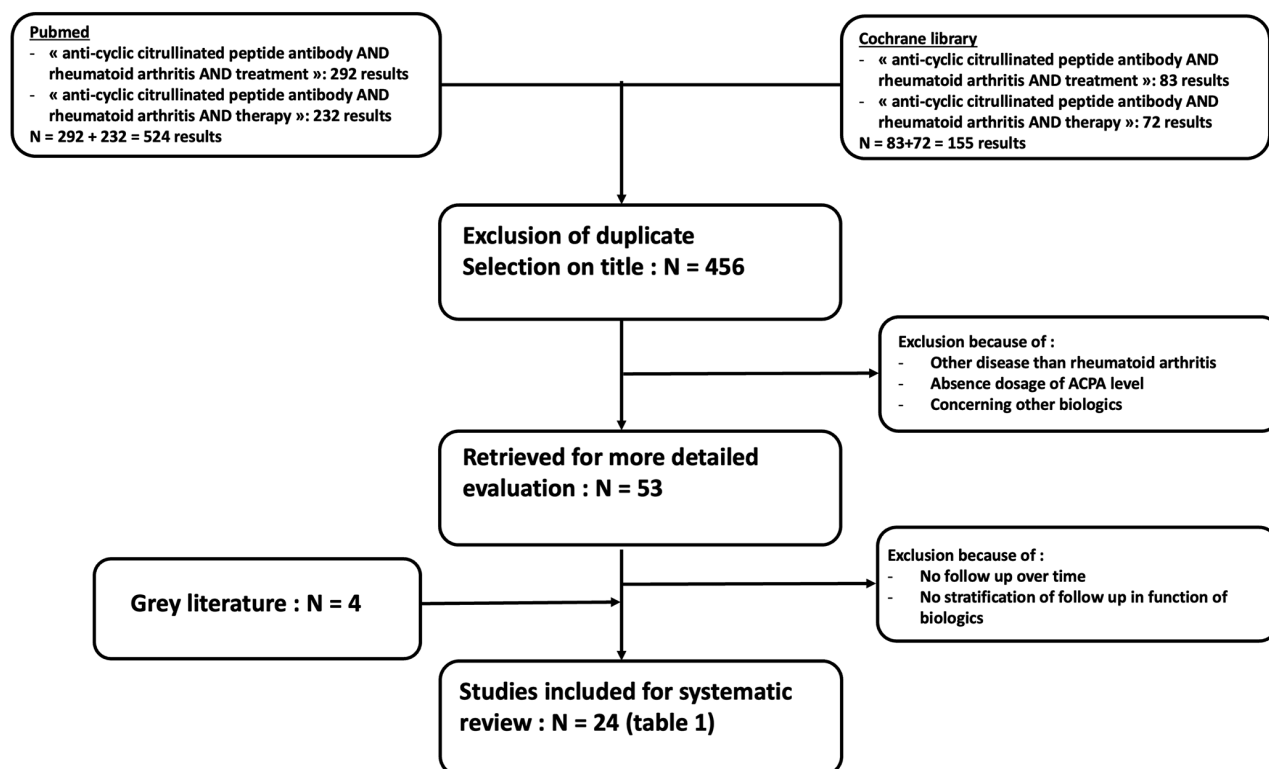 Pubmed
- « anti-cyclic citrullinated peptide antibody AND
rheumatoid arthritis AND treatment »: 292 results
- « anti-cyclic citrullinated peptide antibody AND
rheumatoid arthritis AND therapy »: 232 results
N = 292 + 232 = 524 results
Cochrane library
- « anti-cyclic citrullinated peptide antibody AND
rheumatoid arthritis AND treatment »: 83 results
- « anti-cyclic citrullinated peptide antibody AND
rheumatoid arthritis AND therapy »: 72 results
N = 83+72 = 155 results
Exclusion of duplicate
Selection on title : N = 456
Exclusion because of :
- Other disease than rheumatoid arthritis
- Absence dosage of ACPA level
- Concerning other biologics
Retrieved for more detailed
evaluation : N = 53
Exclusion because of :
- No follow up over time
- No stratification of follow up in function of
biologics
Grey literature : N = 4
Studies included for systematic
review : N = 24 (table 1)